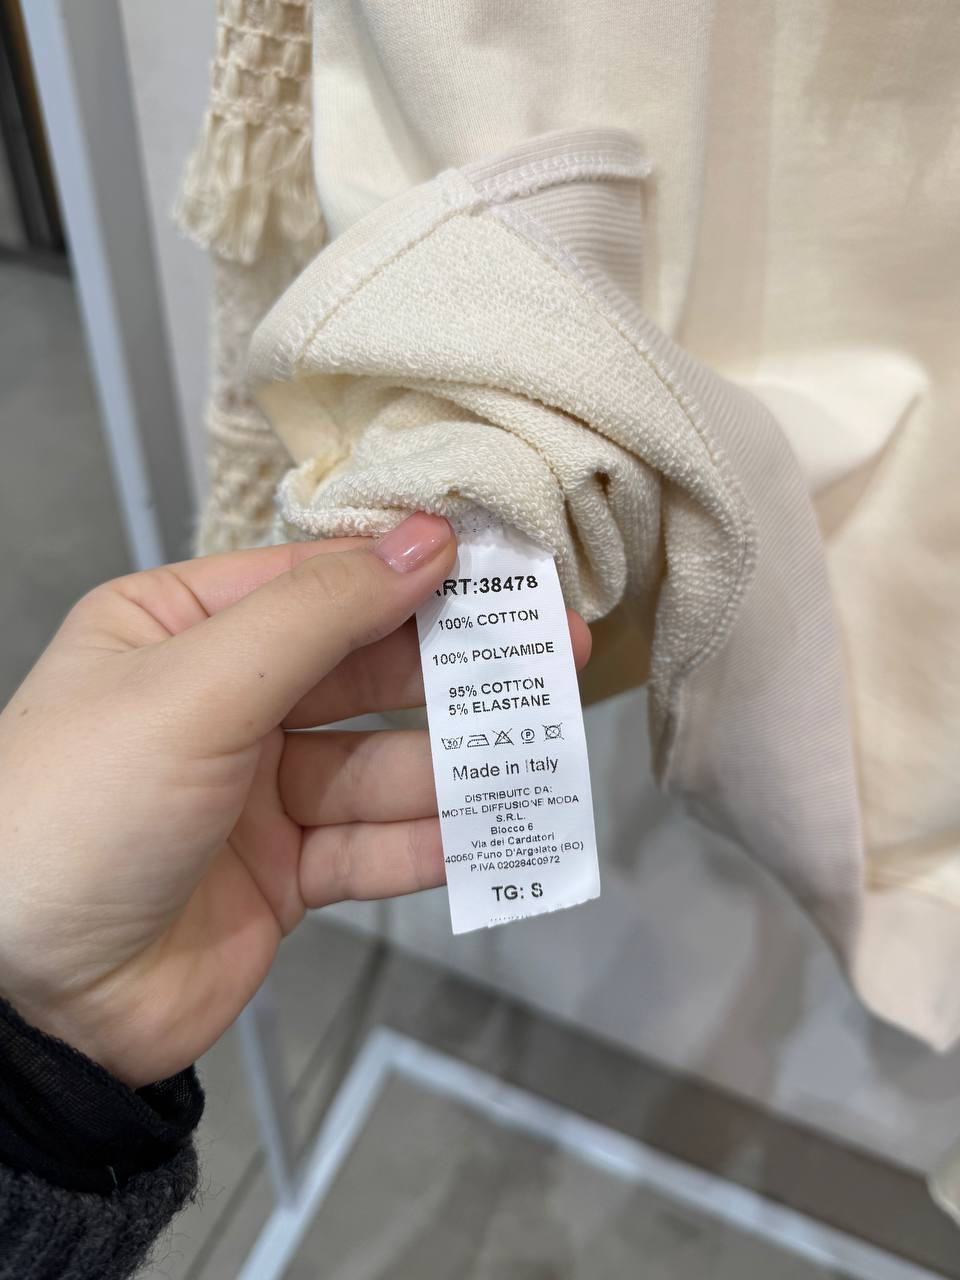 ART:38478
100% COTTON
100% POLYAMIDE
95% COTTON
5% ELASTANE
30
P
Made in Italy
DISTRIBUITO DA:
MOTEL DIFFUSIONE MODA
S.R.L.
Blocco 6
Via dei Cardatori
40050 Funo D'Argelato (BO)
P.IVA 02028400972
TG: S